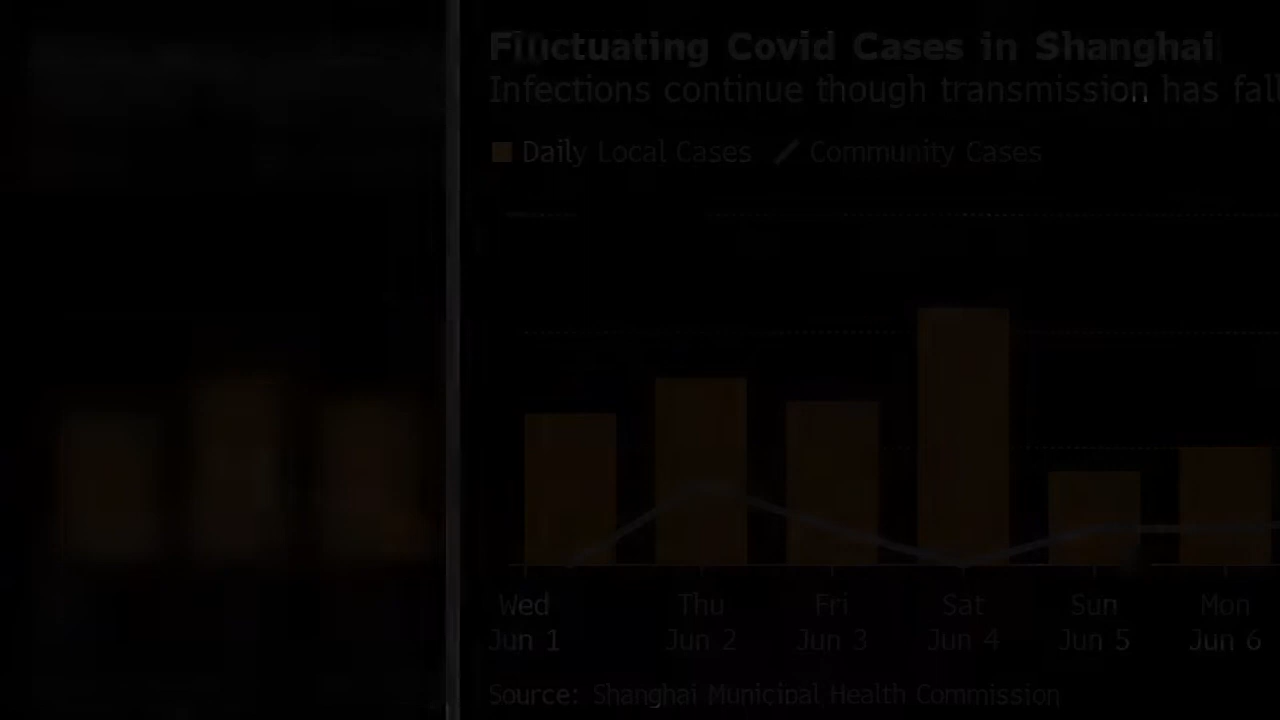 Fluctuating Covid Cases in Shanghai
Infections continue though transmission has
Daily Local Cases Community Cases
Wed Thu Fri Sat Sun Mon
Jun 1 Jun 2 Jun 3 Jun 4 Jun 5 Jun 6
Source: Shanghai Municipal Health Commission